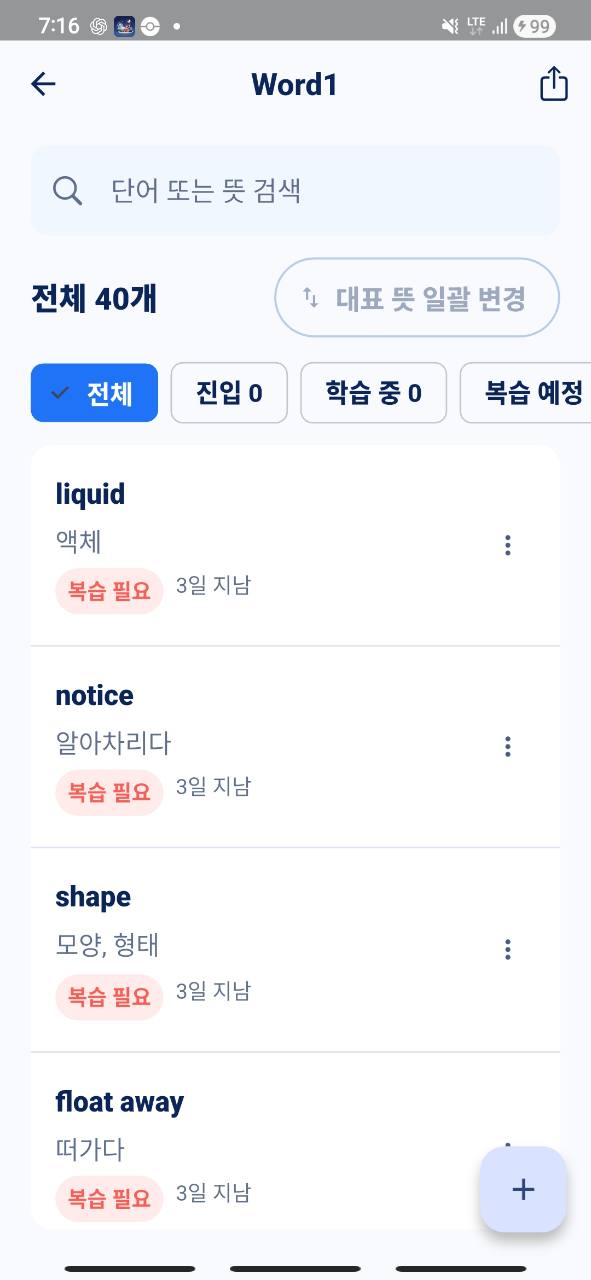 7:16
LTE
99
Word1
단어 또는 뜻 검색
전체 40개
대표 뜻 일괄 변경
전체
진입 0
학습 중 0
복습 예정
liquid
액체
복습 필요 3일 지남
notice
알아차리다
복습 필요 3일 지남
shape
모양, 형태
복습 필요 3일 지남
float away
떠가다
복습 필요 3일 지남